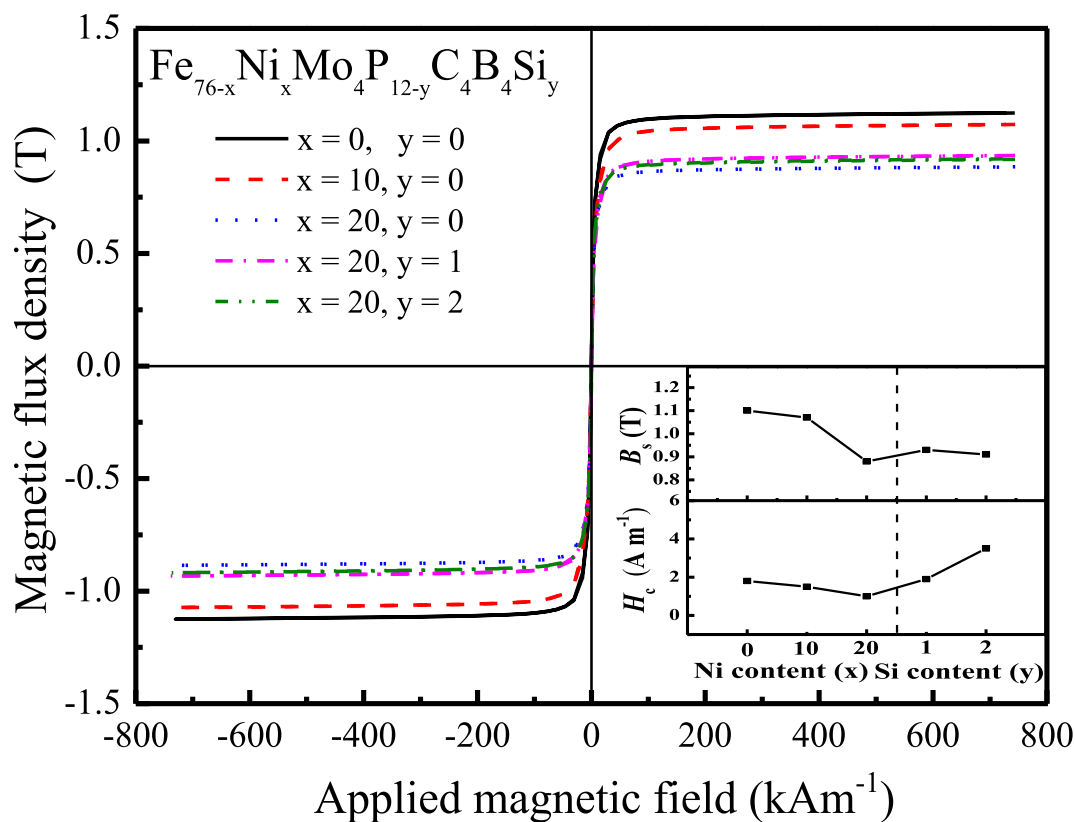 Fe76-xNixMo4P12-yC4B4Siy
x = 0, y = 0
x = 10, y = 0
x = 20, y = 0
x = 20, y = 1
x = 20, y = 2
Magnetic flux density (T)
1.5
1.0
0.5
0.0
-0.5
-1.0
-1.5
-800 -600 -400 -200 0 200 400 600 800
Applied magnetic field (kAm-1)
Bs (T)
1.2
1.1
1.0
0.9
0.8
Hc (A m-1)
6
4
2
0
0 10 20 1 2
Ni content (x) Si content (y)